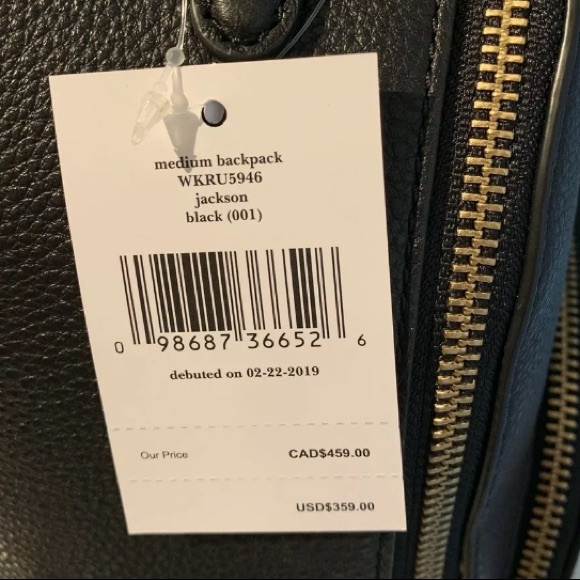 medium backpack
WKRU5946
jackson
black (001)
0 98687 36652 6
debuted on 02-22-2019
Our Price CAD$459.00
USD$359.00